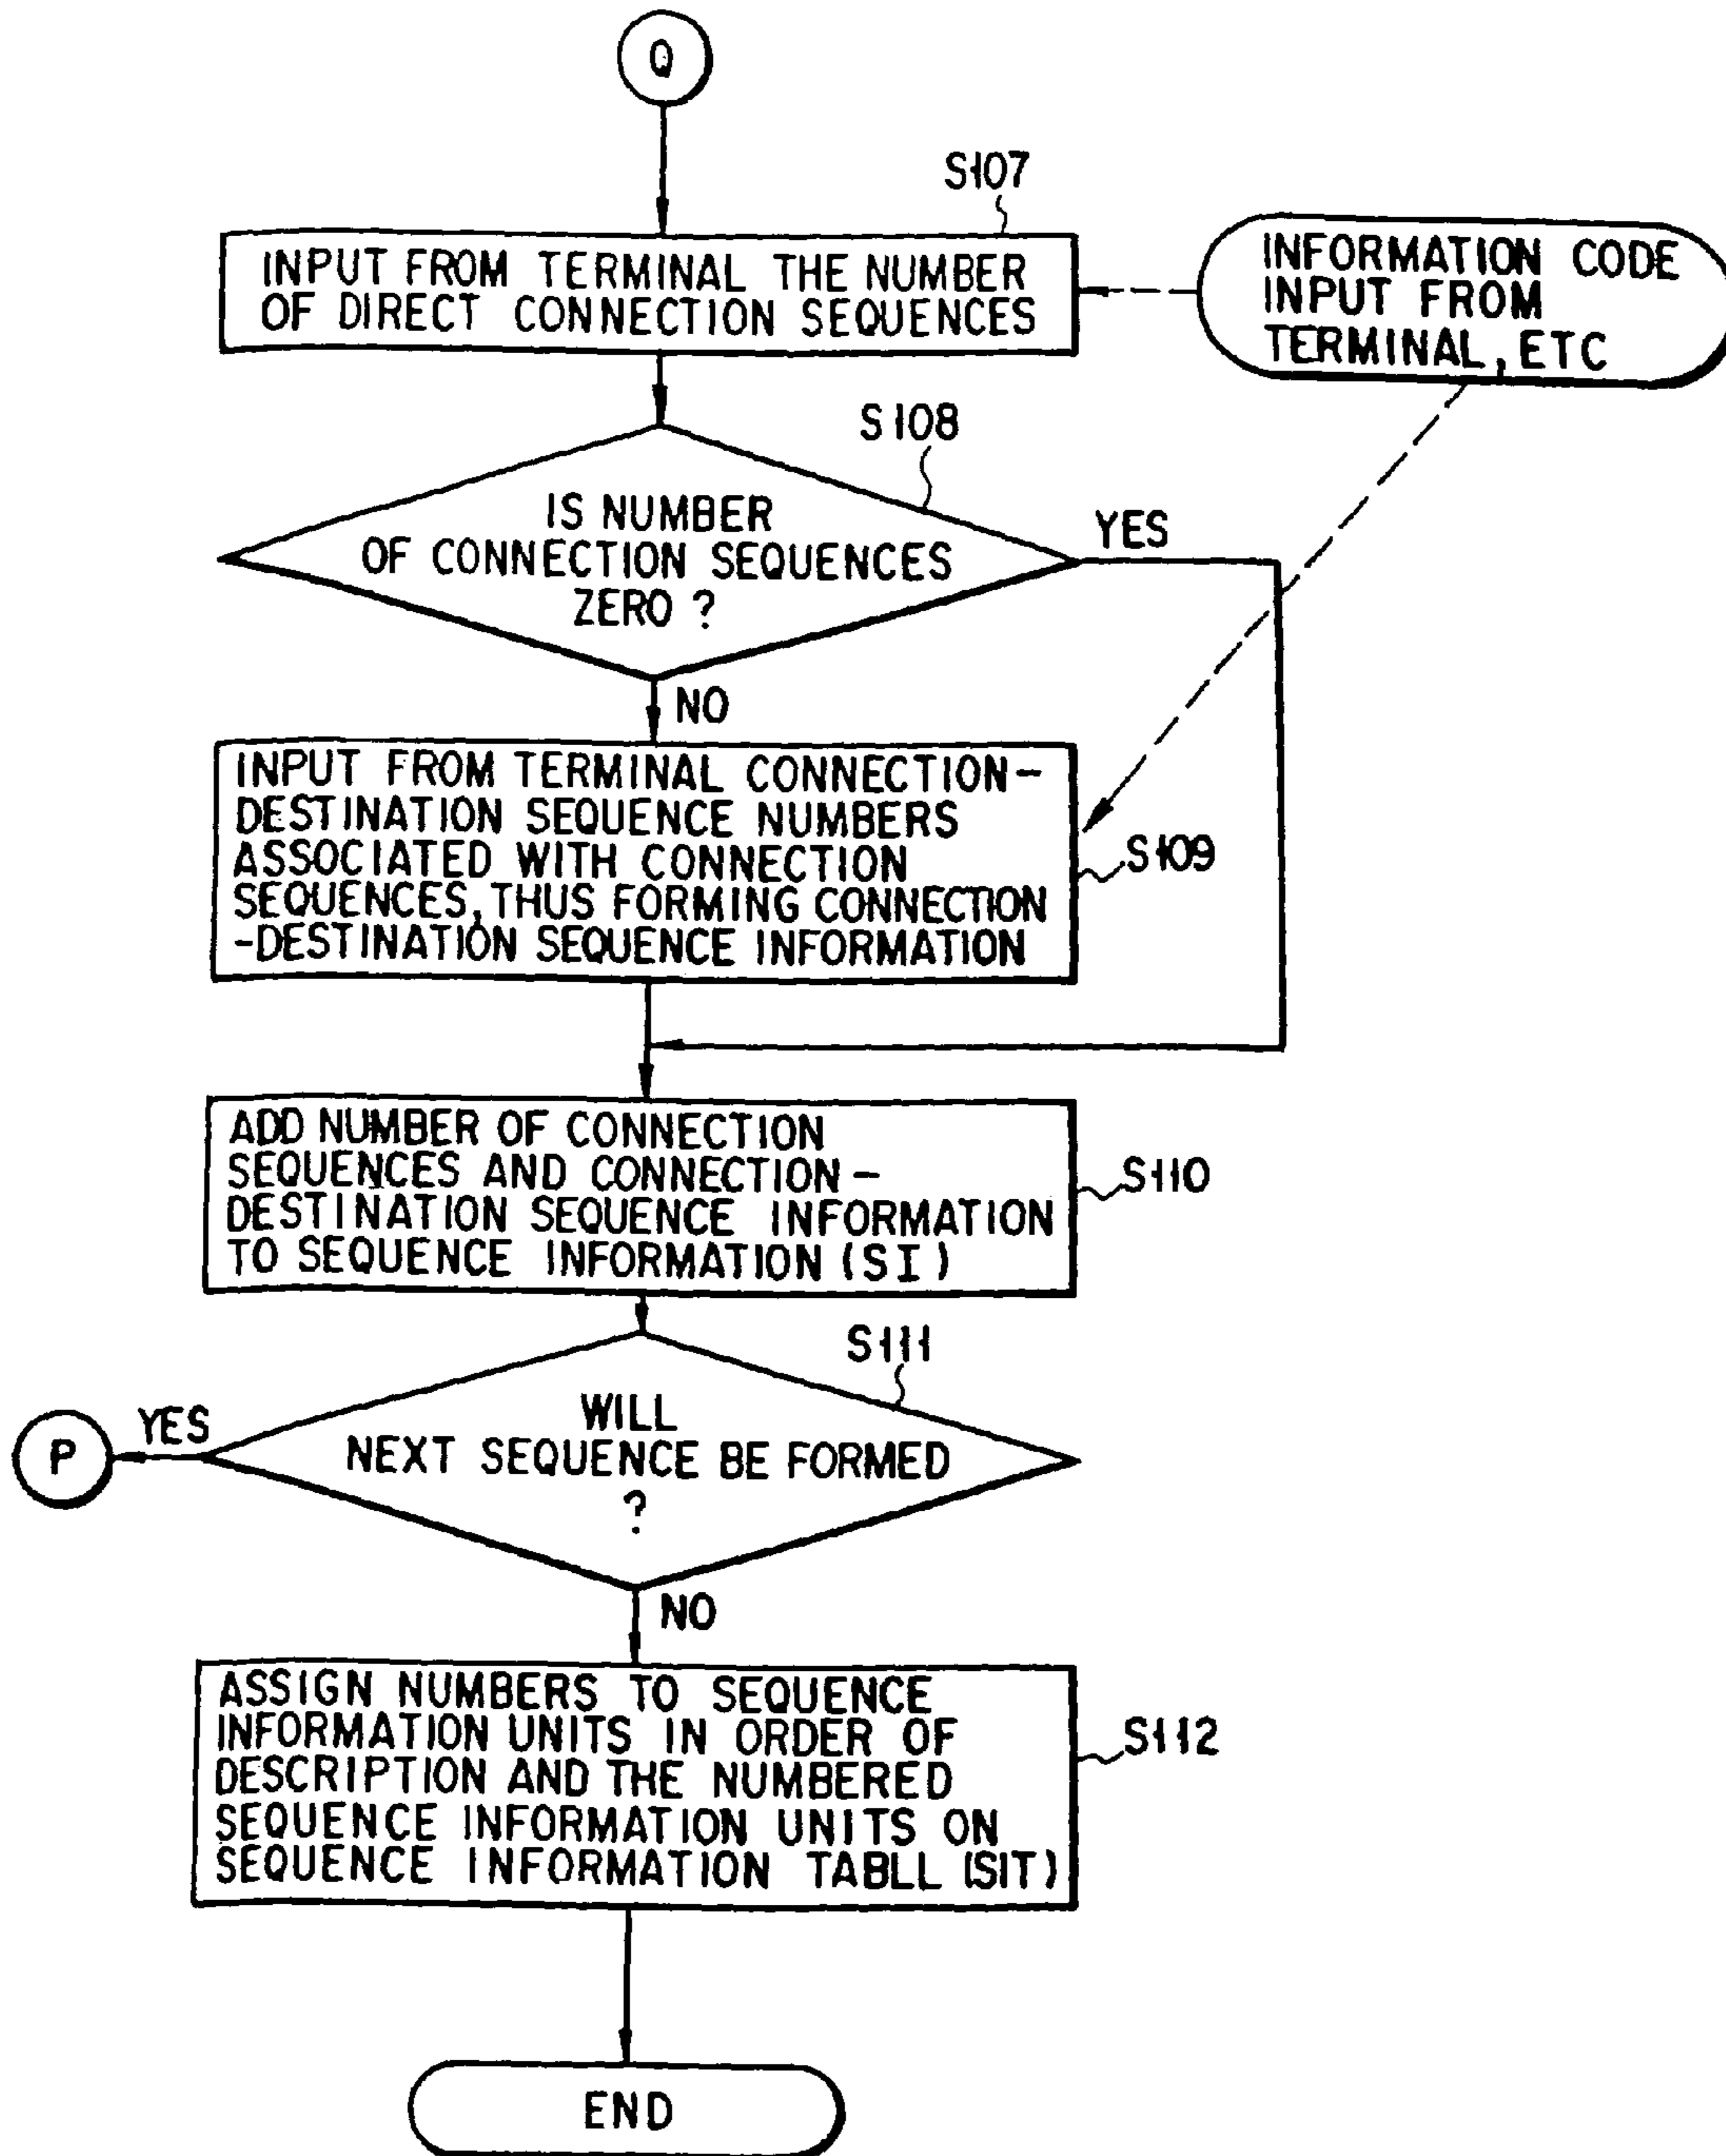 Q
S107
INPUT FROM TERMINAL THE NUMBER
OF DIRECT CONNECTION SEQUENCES
INFORMATION CODE
INPUT FROM
TERMINAL, ETC
S108
IS NUMBER
OF CONNECTION SEQUENCES
ZERO ?
YES
NO
INPUT FROM TERMINAL CONNECTION-
DESTINATION SEQUENCE NUMBERS
ASSOCIATED WITH CONNECTION
SEQUENCES, THUS FORMING CONNECTION
-DESTINATION SEQUENCE INFORMATION
S109
ADD NUMBER OF CONNECTION
SEQUENCES AND CONNECTION-
DESTINATION SEQUENCE INFORMATION
TO SEQUENCE INFORMATION (SI)
S110
S111
WILL
NEXT SEQUENCE BE FORMED
?
YES
P
NO
ASSIGN NUMBERS TO SEQUENCE
INFORMATION UNITS IN ORDER OF
DESCRIPTION AND THE NUMBERED
SEQUENCE INFORMATION UNITS ON
SEQUENCE INFORMATION TABLL (SIT)
S112
END